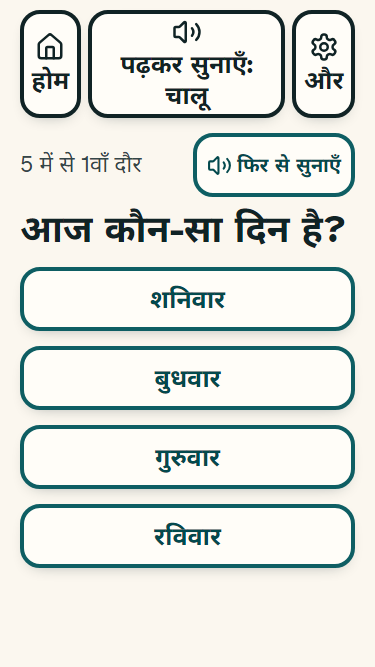 होम
पढ़कर सुनाएँ:
चालू
और
5 में से 1वाँ दौर
फिर से सुनाएँ
आज कौन-सा दिन है?
शनिवार
बुधवार
गुरुवार
रविवार